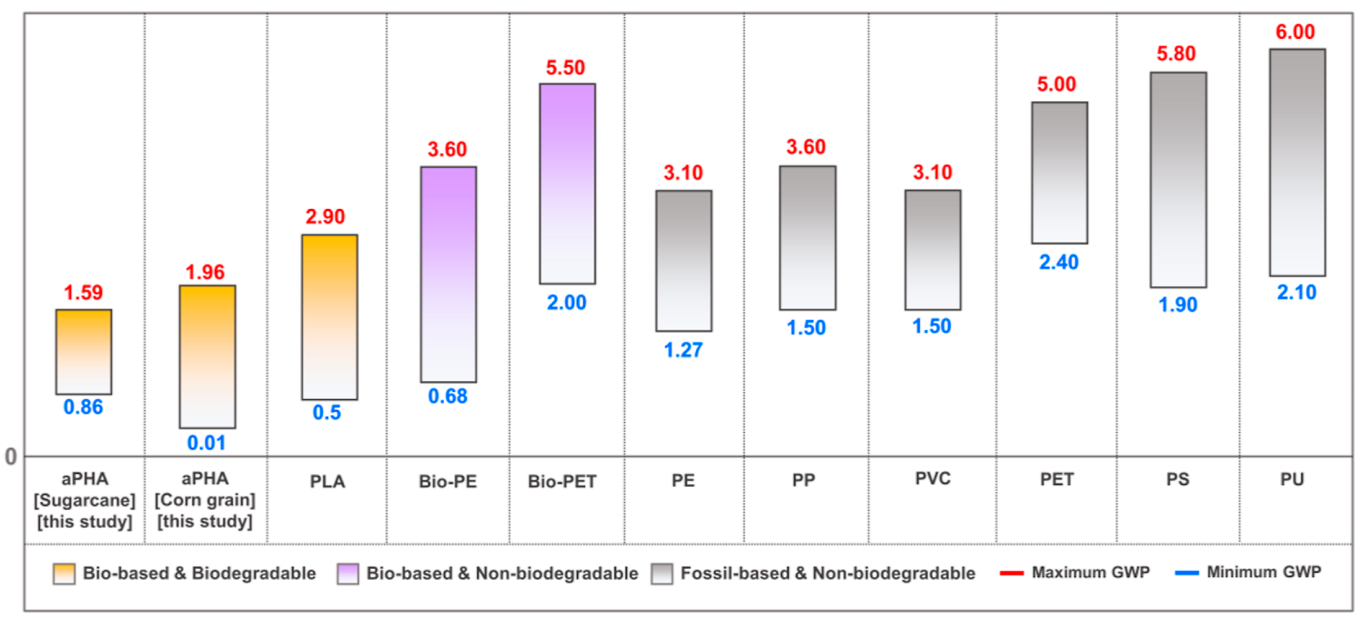 6.00
5.80
5.50
5.00
3.60
3.60
3.10
3.10
2.90
1.96
1.59
2.40
2.10
2.00
1.90
1.50
1.50
1.27
0.68
0.86
0.5
0.01
0
aPHA
[Sugarcane]
[this study]
aPHA
[Corn grain]
[this study]
PLA
Bio-PE
Bio-PET
PE
PP
PVC
PET
PS
PU
Bio-based & Biodegradable
Bio-based & Non-biodegradable
Fossil-based & Non-biodegradable
Maximum GWP
Minimum GWP